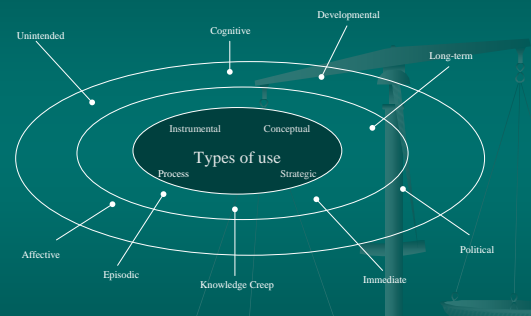 Developmental
Cognitive
Unintended
Long-term
Instrumental
Conceptual
Types of use
Process
Strategic
Political
Affective
Episodic
Immediate
Knowledge Creep